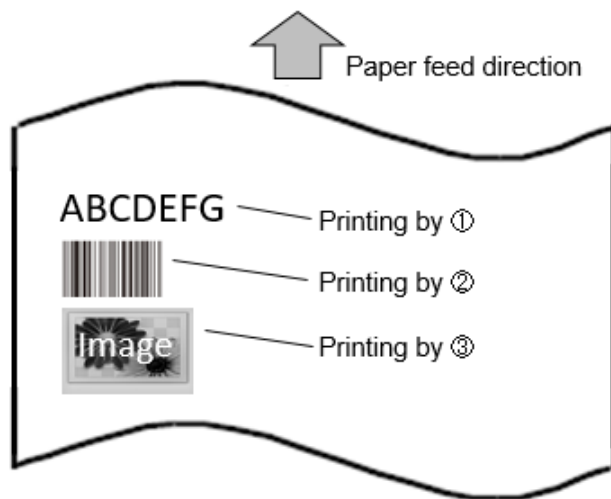 Paper feed direction
ABCDEFG
Printing by ①
Printing by ②
Image
Printing by ③